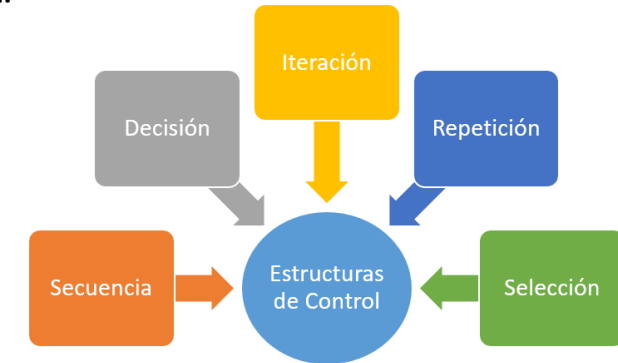 Iteración
Decisión
Repetición
Secuencia
Estructuras
de Control
Selección